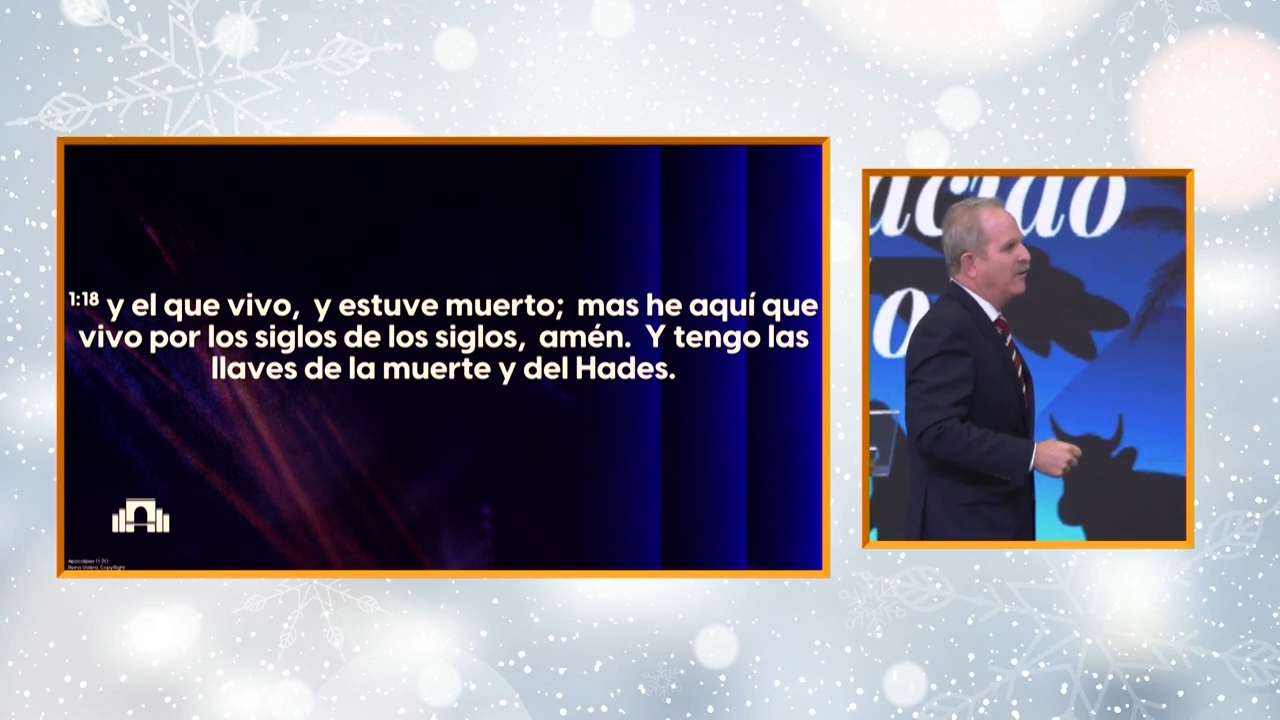 1:18 y el que vivo, y estuve muerto; mas he aquí que
vivo por los siglos de los siglos, amén. Y tengo las
llaves de la muerte y del Hades.